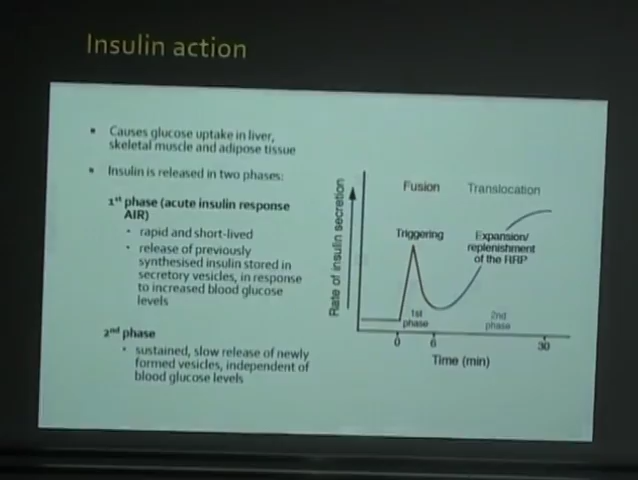 Insulin action
Causes glucose uptake in liver,
skeletal muscle and adipose tissue
Insulin is released in two phases:
1st phase (acute insulin response
AIR)
rapid and short-lived
release of previously
synthesised insulin stored in
secretory vesicles, in response
to increased blood glucose
levels
2nd phase
sustained, slow release of newly
formed vesicles, independent of
blood glucose levels
Rate of insulin secretion
Fusion Translocation
Triggering
Expansion/
replenishment
of the RRP
1st
phase
2nd
phase
0 6 30
Time (min)